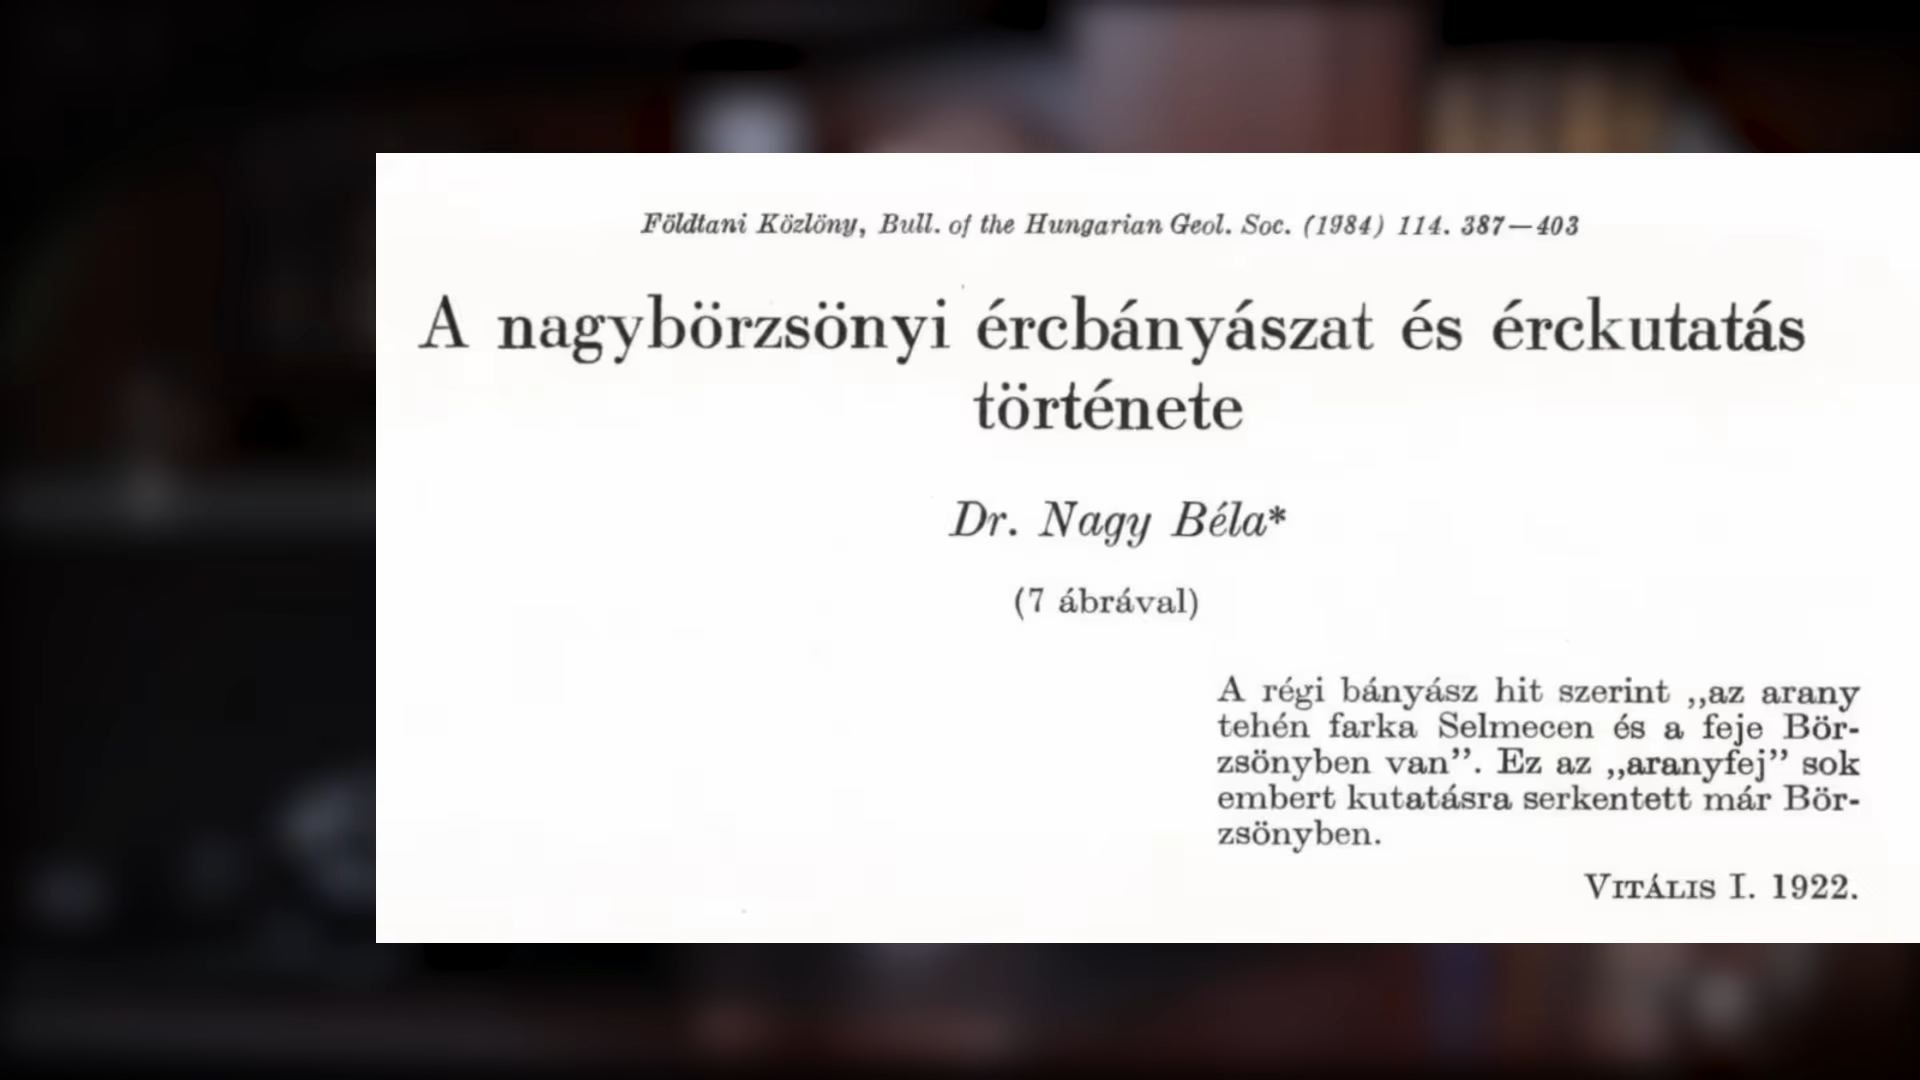 Földtani Közlöny, Bull. of the Hungarian Geol. Soc. (1984) 114. 387—403
A nagybörzsönyi ércbányászat és érckutatás
története
Dr. Nagy Béla*
(7 ábrával)
A régi bányász hit szerint ,,az arany
tehén farka Selmecen és a feje Bör-
zsönyben van”. Ez az ,,aranyfej” sok
embert kutatásra serkentett már Bör-
zsönyben.
VITÁLIS I. 1922.